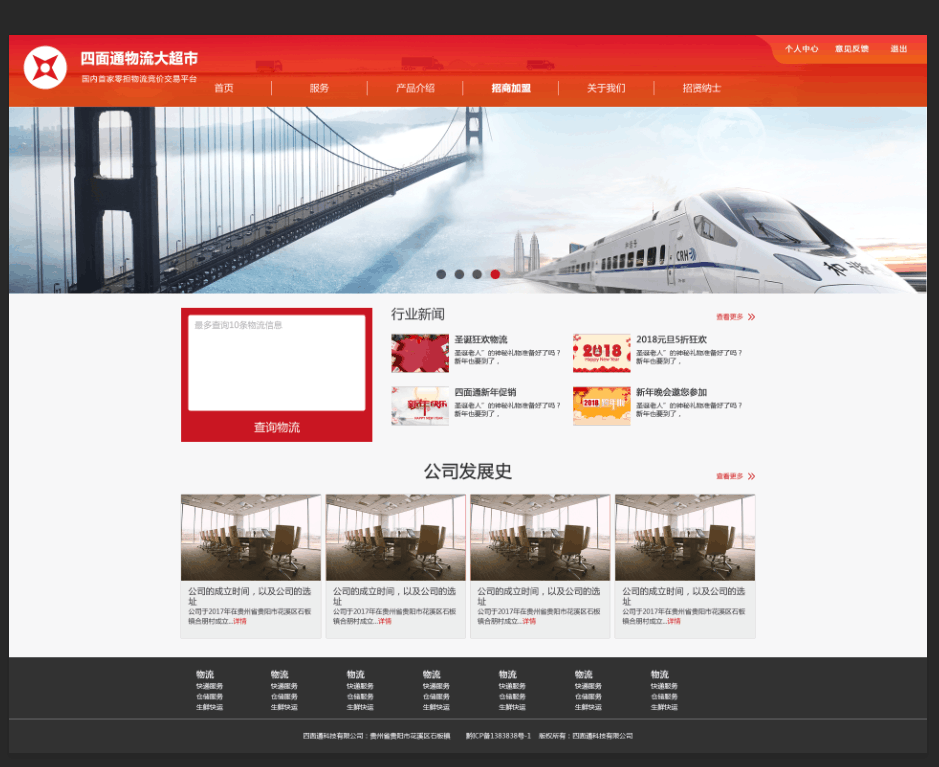 四面通物流大超市
国内首家零担物流竞价交易平台
个人中心 意见反馈 退出
首页 服务 产品介绍 招商加盟 关于我们 招贤纳士
和谐号
CRH
和谐
最多查询10条物流信息
查询物流
行业新闻
查看更多
圣诞狂欢物流
圣诞老人”的神秘礼物准备好了吗？
新年也要到了，
2018
Happy New Year
2018元旦5折狂欢
圣诞老人”的神秘礼物准备好了吗？
新年也要到了，
四面通新年促销
圣诞老人”的神秘礼物准备好了吗？
新年也要到了，
2018
新年晚会邀您参加
圣诞老人”的神秘礼物准备好了吗？
新年也要到了，
公司发展史
查看更多
公司的成立时间，以及公司的选
址
公司于2017年在贵州省贵阳市花溪区石板
镇合朋村成立...详情
公司的成立时间，以及公司的选
址
公司于2017年在贵州省贵阳市花溪区石板
镇合朋村成立...详情
公司的成立时间，以及公司的选
址
公司于2017年在贵州省贵阳市花溪区石板
镇合朋村成立...详情
公司的成立时间，以及公司的选
址
公司于2017年在贵州省贵阳市花溪区石板
镇合朋村成立...详情
物流 物流 物流 物流 物流 物流 物流
快递服务 快递服务 快递服务 快递服务 快递服务 快递服务 快递服务
仓储服务 仓储服务 仓储服务 仓储服务 仓储服务 仓储服务 仓储服务
生鲜快运 生鲜快运 生鲜快运 生鲜快运 生鲜快运 生鲜快运 生鲜快运
四面通科技有限公司：贵州省贵阳市花溪区石板镇 黔ICP备1383838号-1 版权所有：四面通科技有限公司